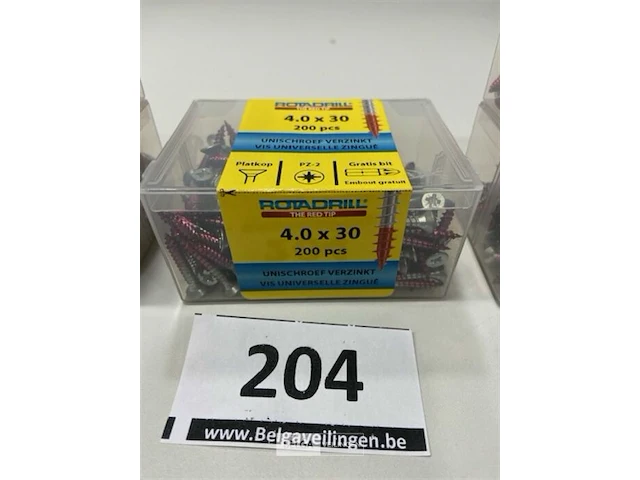 ROTADRILL
THE RED TIP
4.0 x 30
200 pcs
UNISCHROEF VERZINKT
VIS UNIVERSELLE ZINGUÉ
Platkop
PZ-2
Gratis bit
Embout gratuit
ROTADRILL
THE RED TIP
4.0 x 30
200 pcs
UNISCHROEF VERZINKT
VIS UNIVERSELLE ZINGUÉ
204
www.Belgaveilingen.be